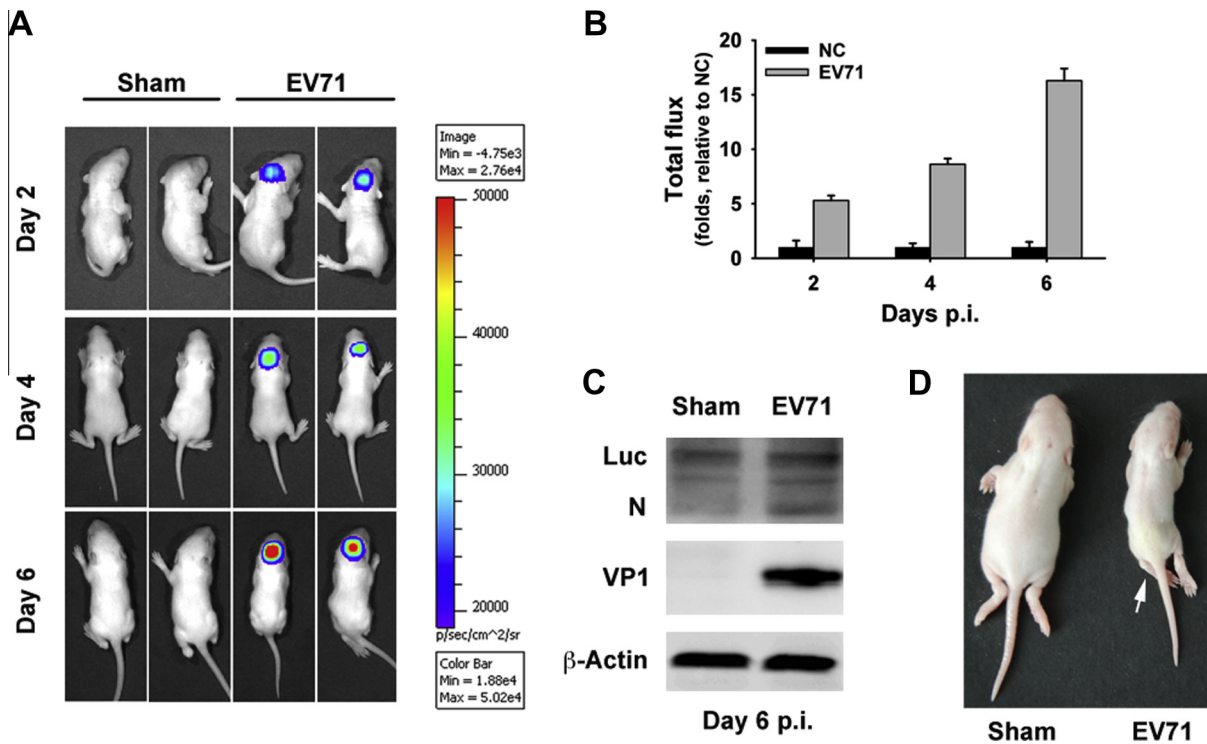 A
Sham EV71
Day 2
Day 4
Day 6
Image
Min = -4.75e3
Max = 2.76e4
50000
40000
30000
20000
p/sec/cm^2/sr
Color Bar
Min = 1.88e4
Max = 5.02e4
B
Total flux
(folds, relative to NC)
20
15
10
5
0
NC
EV71
2 4 6
Days p.i.
C
Sham EV71
Luc
N
VP1
β-Actin
Day 6 p.i.
D
Sham EV71